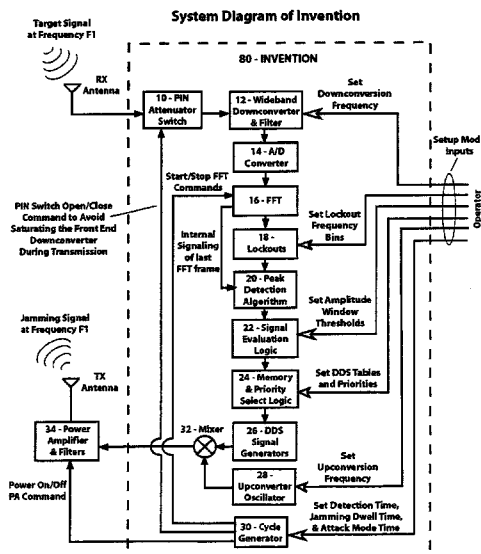 System Diagram of Invention
Target Signal
at Frequency F1
80 - INVENTION
RX
Antenna
10 - PIN
Attenuator
Switch
12 - Wideband
Downconverter
& Filter
Set
Downconversion
Frequency
14 - A/D
Converter
Setup Mod
Inputs
Start/Stop FFT
Commands
16 - FFT
PIN Switch Open/Close
Command to Avoid
Saturating the Front End
Downconverter
During Transmission
Set Lockout
Frequency
Bins
Operator
18 -
Lockouts
Internal
Signaling
of last
FFT frame
20 - Peak
Detection
Algorithm
Jamming Signal
at Frequency F1
Set Amplitude
Window
Thresholds
22 - Signal
Evaluation
Logic
TX
Antenna
24 - Memory
& Priority
Select Logic
Set DDS Tables
and Priorities
34 - Power
Amplifier
& Filters
32 - Mixer
26 - DDS
Signal
Generators
Set
Upconversion
Frequency
28 -
Upconverter
Oscillator
Power On/Off
PA Command
Set Detection Time,
Jamming Dwell Time,
& Attack Mode Time
30 - Cycle
Generator